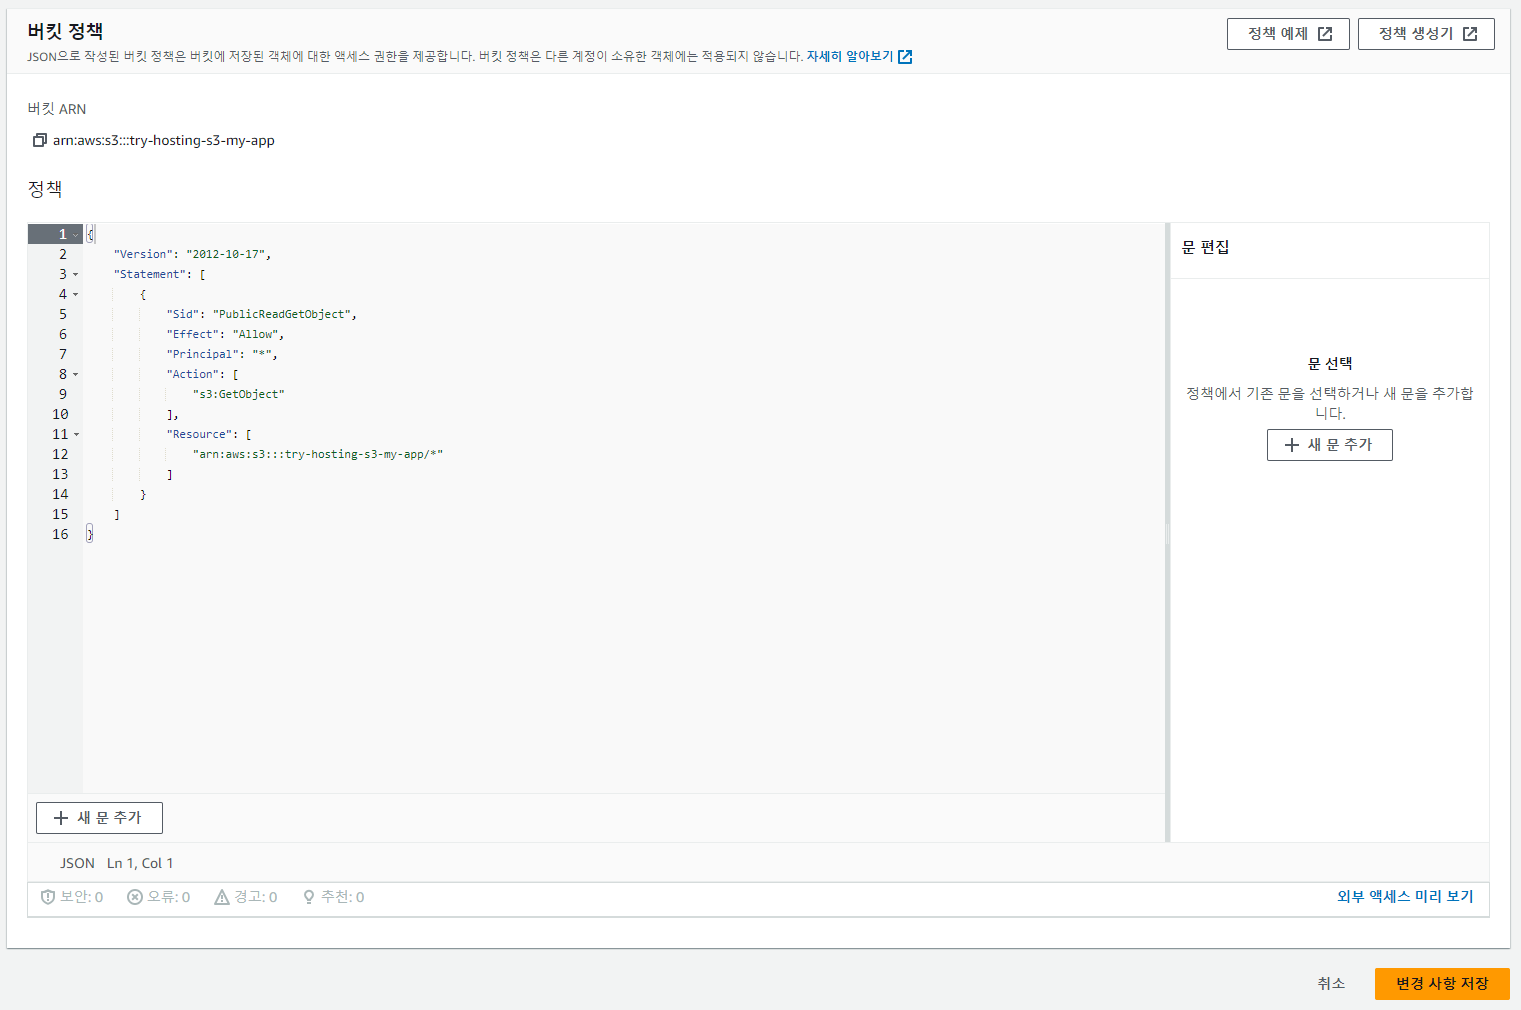 버킷 정책
정책 예제
정책 생성기
JSON으로 작성된 버킷 정책은 버킷에 저장된 객체에 대한 액세스 권한을 제공합니다. 버킷 정책은 다른 계정이 소유한 객체에는 적용되지 않습니다. 자세히 알아보기
버킷 ARN
arn:aws:s3:::try-hosting-s3-my-app
정책
1 {
2 "Version": "2012-10-17",
3 "Statement": [
4 {
5 "Sid": "PublicReadGetObject",
6 "Effect": "Allow",
7 "Principal": "*",
8 "Action": [
9 "s3:GetObject"
10 ],
11 "Resource": [
12 "arn:aws:s3:::try-hosting-s3-my-app/*"
13 ]
14 }
15 ]
16 }
문 편집
문 선택
정책에서 기존 문을 선택하거나 새 문을 추가합
니다.
+ 새 문 추가
+ 새 문 추가
JSON Ln 1, Col 1
보안: 0 오류: 0 경고: 0 추천: 0
외부 액세스 미리 보기
취소
변경 사항 저장